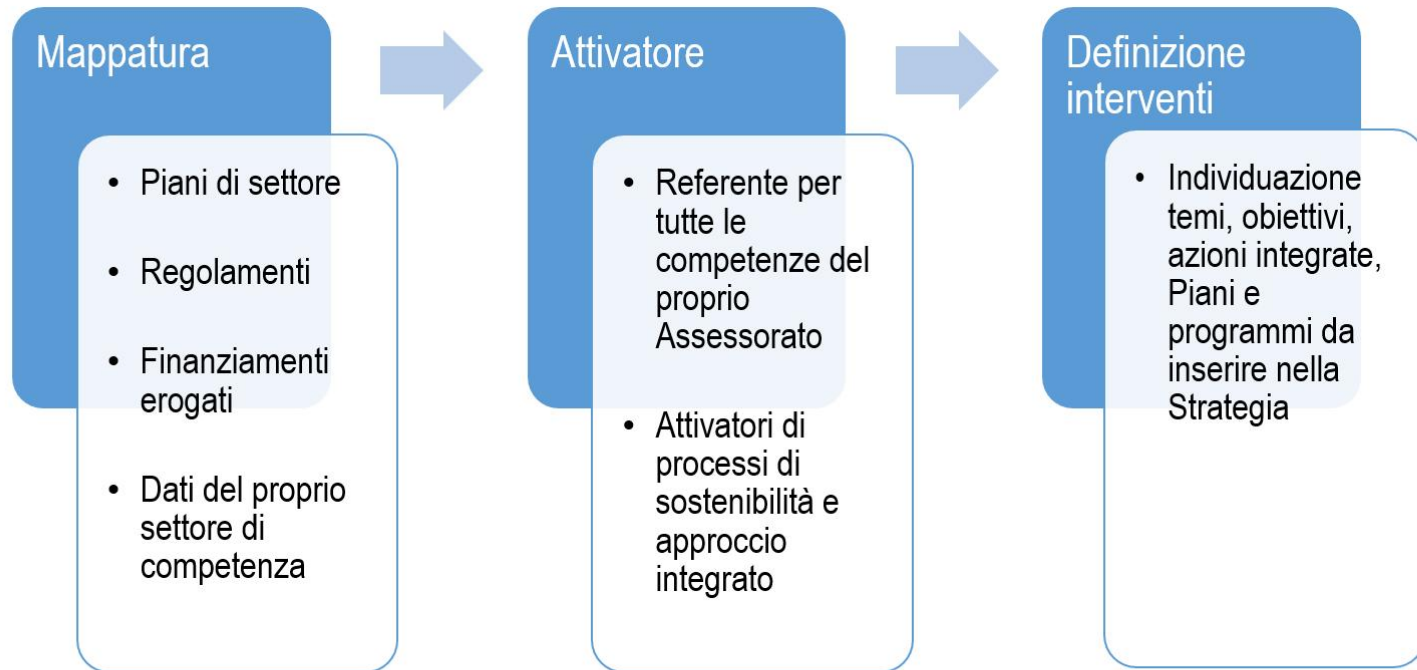 Mappatura
• Piani di settore
• Regolamenti
• Finanziamenti
erogati
• Dati del proprio
settore di
competenza
Attivatore
• Referente per
tutte le
competenze del
proprio
Assessorato
• Attivatori di
processi di
sostenibilità e
approccio
integrato
Definizione
interventi
• Individuazione
temi, obiettivi,
azioni integrate,
Piani e
programmi da
inserire nella
Strategia